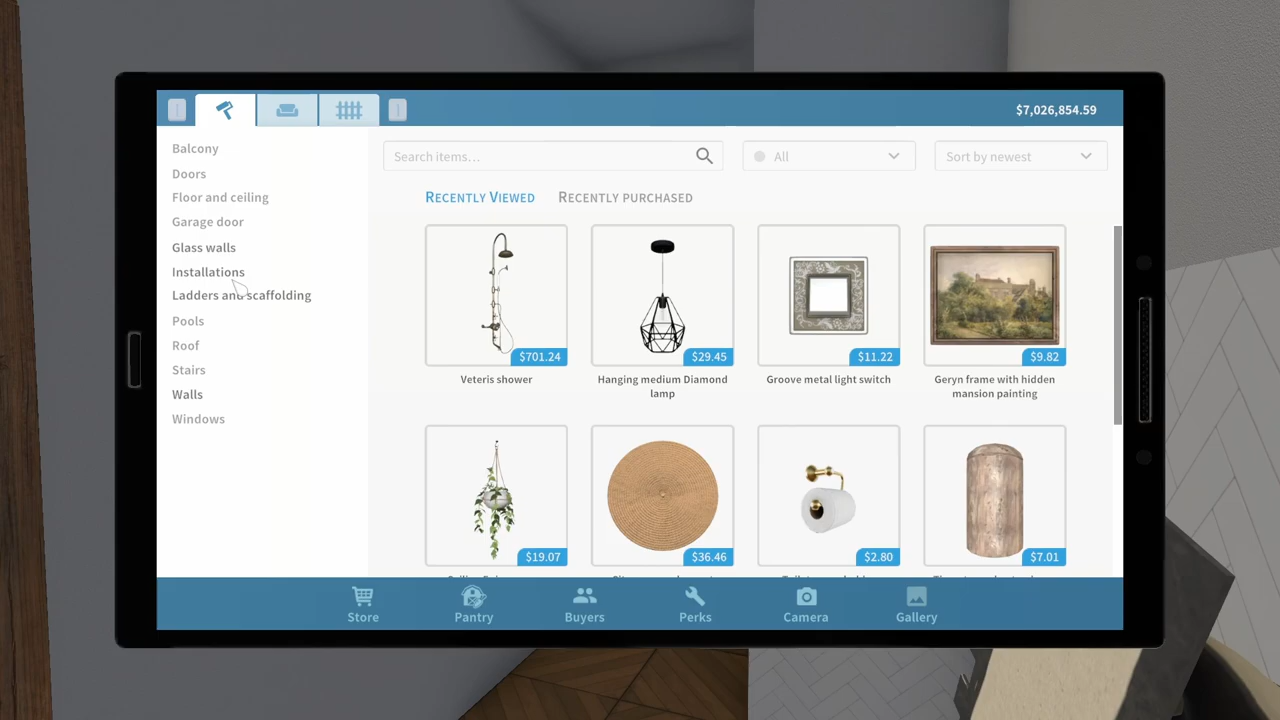 $7,026,854.59
Balcony
Doors
Floor and ceiling
Garage door
Glass walls
Installations
Ladders and scaffolding
Pools
Roof
Stairs
Walls
Windows
Search items...
All
Sort by newest
RECENTLY VIEWED
RECENTLY PURCHASED
$701.24
Veteris shower
$29.45
Hanging medium Diamond
lamp
$11.22
Groove metal light switch
$9.82
Geryn frame with hidden
mansion painting
$19.07
$36.46
$2.80
$7.01
Store
Pantry
Buyers
Perks
Camera
Gallery